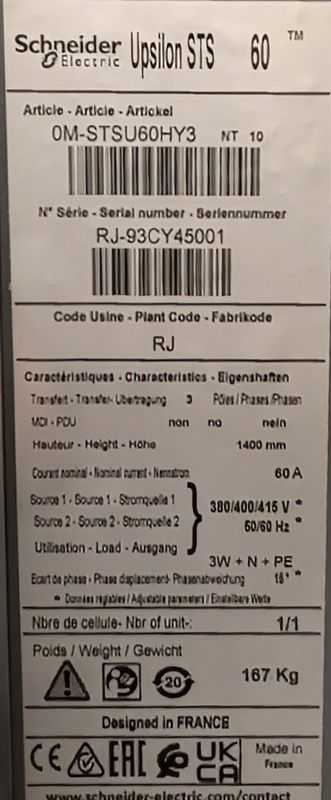 Schneider Electric Upsilon STS 60 ™
Article - Article - Artickel
0M-STSU60HY3 NT 10
N° Série - Serial number - Seriennummer
RJ-93CY45001
Code Usine - Plant Code - Fabrikode
RJ
Caractéristiques - Characteristics - Eigenshaften
Transfert - Transfer- Ubertragung 3 Pôles / Phases /Phasen
MDI - PDU non no nein
Hauteur - Height - Höhe 1400 mm
Courant nominal - Nominal current - Nennstrom 60 A
Source 1 - Source 1 - Stromquelle 1
Source 2 - Source 2 - Stromquelle 2
380/400/415 V *
Utilisation - Load - Ausgang
3W + N + PE
Ecart de phase - Phase displacement- Phasenabweichung
Données réglables / Adjustable parameters / Einstellbare Werte
Nbre de cellule- Nbr of unit-: 1/1
Poids / Weight / Gewicht
20
167 Kg
Designed in FRANCE
CE EAC UK CA
Made in France
www.schneider-electric.com/contact